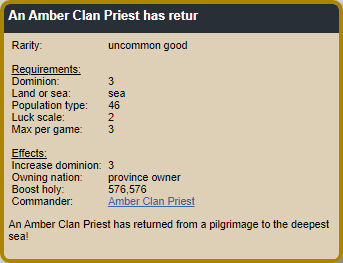 An Amber Clan Priest has retur
Rarity: uncommon good
Requirements:
Dominion: 3
Land or sea: sea
Population type: 46
Luck scale: 2
Max per game: 3
Effects:
Increase dominion: 3
Owning nation: province owner
Boost holy: 576,576
Commander: Amber Clan Priest
An Amber Clan Priest has returned from a pilgrimage to the deepest
sea!